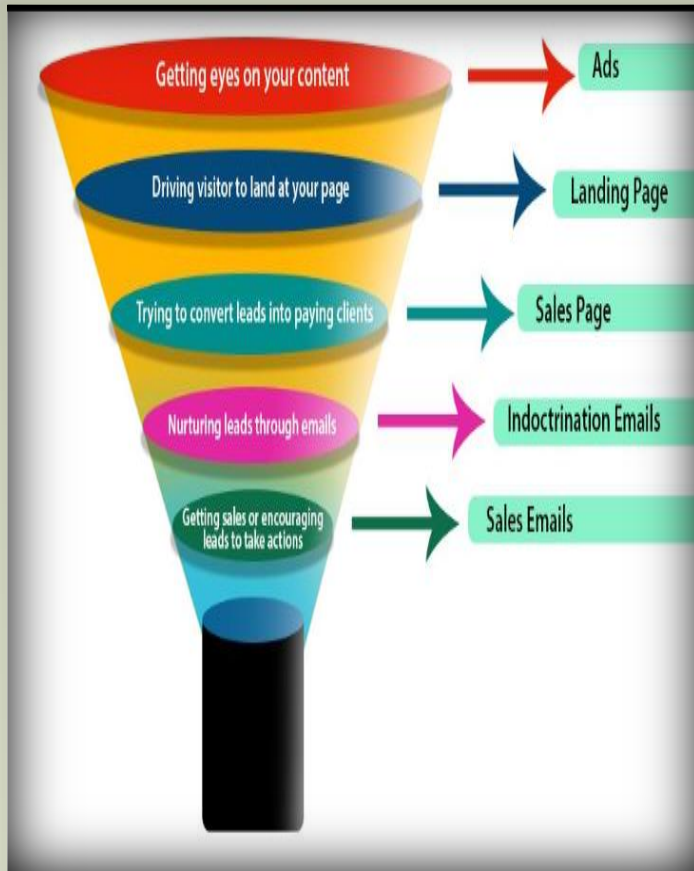 Getting eyes on your content
Ads
Driving visitor to land at your page
Landing Page
Trying to convert leads into paying clients
Sales Page
Nurturing leads through emails
Indoctrination Emails
Getting sales or encouraging
leads to take actions
Sales Emails